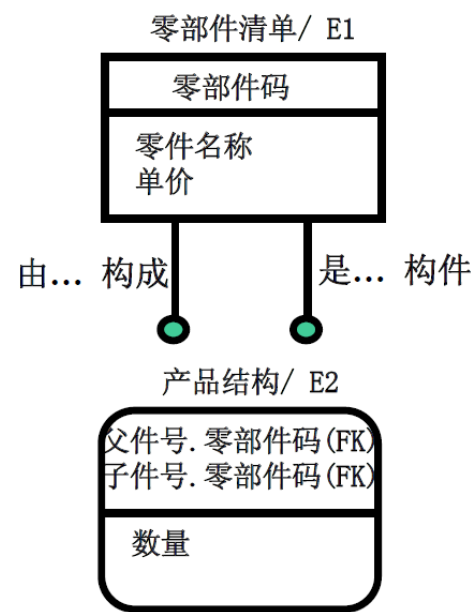 零部件清单/ E1
零部件码
零件名称
单价
由... 构成
是... 构件
产品结构/ E2
父件号.零部件码(FK)
子件号.零部件码(FK)
数量